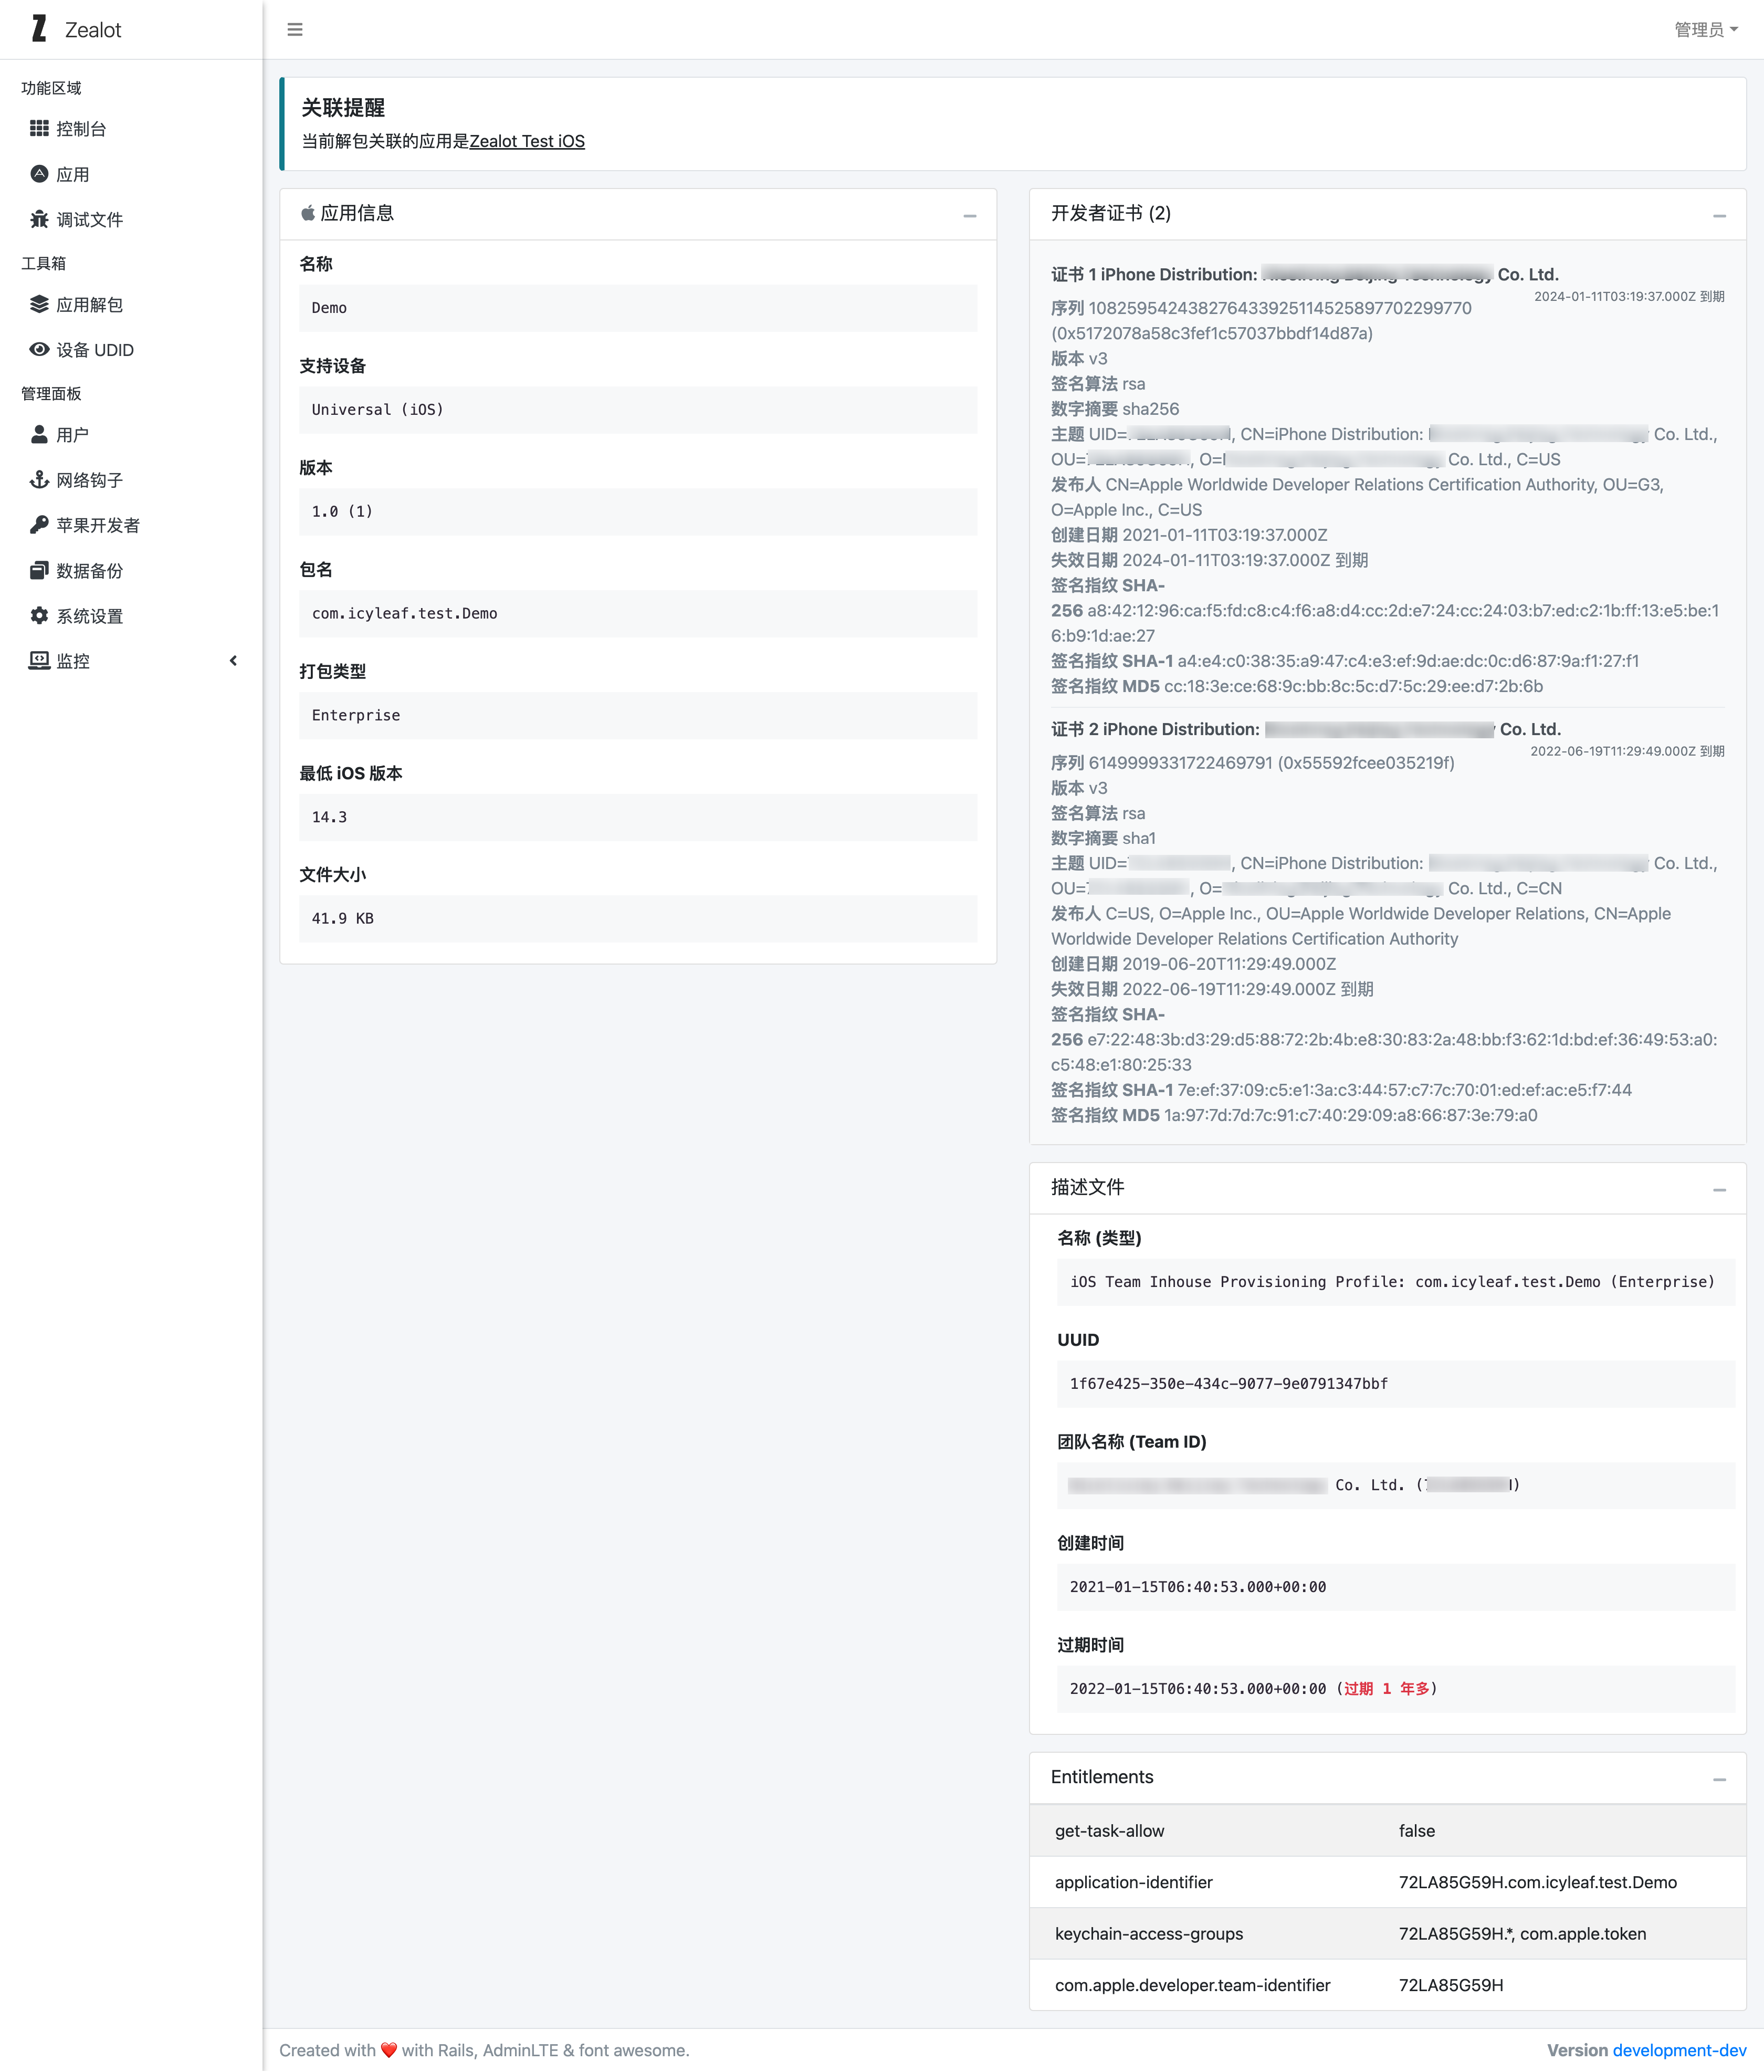 Zealot
管理员
功能区域
控制台
应用
调试文件
工具箱
应用解包
设备 UDID
管理面板
用户
网络钩子
苹果开发者
数据备份
系统设置
监控
关联提醒
当前解包关联的应用是Zealot Test iOS
应用信息
名称
Demo
支持设备
Universal (iOS)
版本
1.0 (1)
包名
com.icyleaf.test.Demo
打包类型
Enterprise
最低 iOS 版本
14.3
文件大小
41.9 KB
开发者证书 (2)
证书 1 iPhone Distribution: Co. Ltd.
2024-01-11T03:19:37.000Z 到期
序列 108259542438276433925114525897702299770
(0x5172078a58c3fef1c57037bbdf14d87a)
版本 v3
签名算法 rsa
数字摘要 sha256
主题 UID= , CN=iPhone Distribution: Co. Ltd.,
OU= , O= Co. Ltd., C=US
发布人 CN=Apple Worldwide Developer Relations Certification Authority, OU=G3,
O=Apple Inc., C=US
创建日期 2021-01-11T03:19:37.000Z
失效日期 2024-01-11T03:19:37.000Z 到期
签名指纹 SHA-
256 a8:42:12:96:ca:f5:fd:c8:c4:f6:a8:d4:cc:2d:e7:24:cc:24:03:b7:ed:c2:1b:ff:13:e5:be:1
6:b9:1d:ae:27
签名指纹 SHA-1 a4:e4:c0:38:35:a9:47:c4:e3:ef:9d:ae:dc:0c:d6:87:9a:f1:27:f1
签名指纹 MD5 cc:18:3e:ce:68:9c:bb:8c:5c:d7:5c:29:ee:d7:2b:6b
证书 2 iPhone Distribution: Co. Ltd.
2022-06-19T11:29:49.000Z 到期
序列 6149999331722469791 (0x55592fcee035219f)
版本 v3
签名算法 rsa
数字摘要 sha1
主题 UID= , CN=iPhone Distribution: Co. Ltd.,
OU= , O= Co. Ltd., C=CN
发布人 C=US, O=Apple Inc., OU=Apple Worldwide Developer Relations, CN=Apple
Worldwide Developer Relations Certification Authority
创建日期 2019-06-20T11:29:49.000Z
失效日期 2022-06-19T11:29:49.000Z 到期
签名指纹 SHA-
256 e7:22:48:3b:d3:29:d5:88:72:2b:4b:e8:30:83:2a:48:bb:f3:62:1d:bd:ef:36:49:53:a0:
c5:48:e1:80:25:33
签名指纹 SHA-1 7e:ef:37:09:c5:e1:3a:c3:44:57:c7:7c:70:01:ed:ef:ac:e5:f7:44
签名指纹 MD5 1a:97:7d:7d:7c:91:c7:40:29:09:a8:66:87:3e:79:a0
描述文件
名称 (类型)
iOS Team Inhouse Provisioning Profile: com.icyleaf.test.Demo (Enterprise)
UUID
1f67e425-350e-434c-9077-9e0791347bbf
团队名称 (Team ID)
Co. Ltd. ( )
创建时间
2021-01-15T06:40:53.000+00:00
过期时间
2022-01-15T06:40:53.000+00:00 (过期 1 年多)
Entitlements
get-task-allow false
application-identifier 72LA85G59H.com.icyleaf.test.Demo
keychain-access-groups 72LA85G59H.*, com.apple.token
com.apple.developer.team-identifier 72LA85G59H
Created with ❤️ with Rails, AdminLTE & font awesome.
Version development-dev